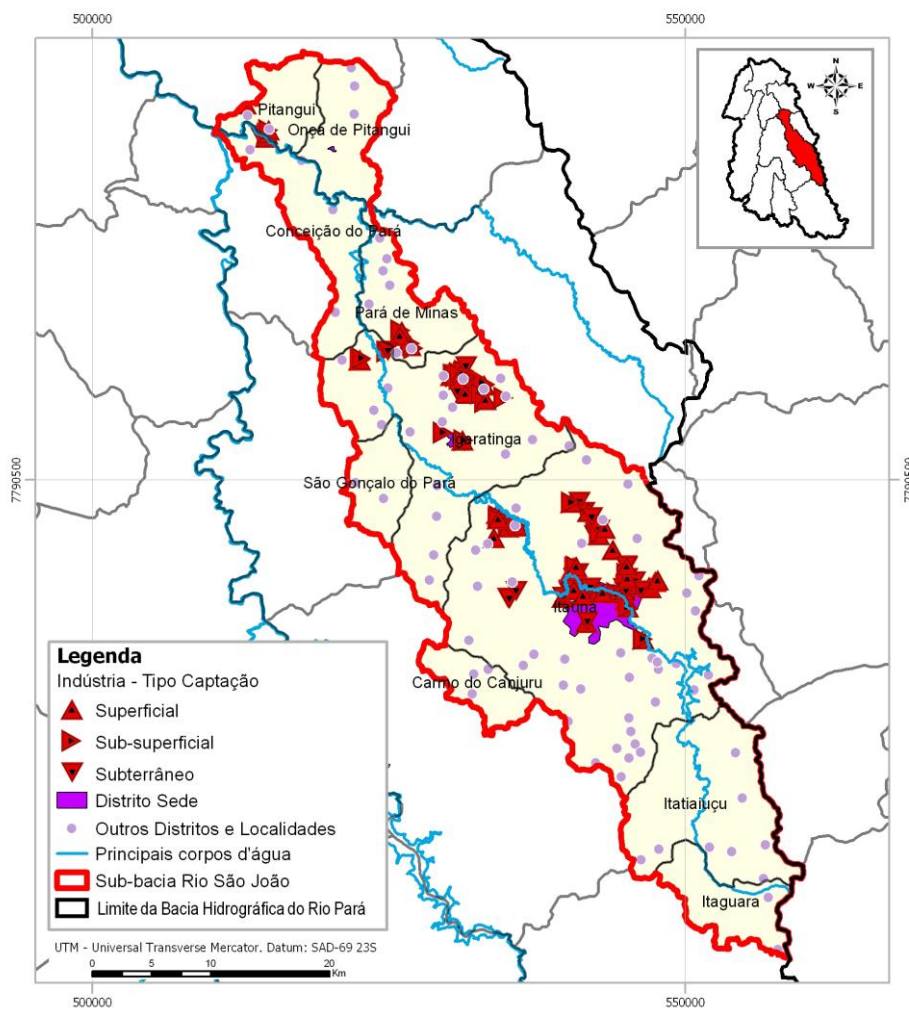 500000
550000
N
W
E
S
Pitangui
Onça de Pitangui
Conceição do Pará
Pará de Minas
Igaratinga
7790500
São Gonçalo do Pará
7790500
Itaúna
Carmo do Cajuru
Itatiaiuçu
Itaguara
Legenda
Indústria - Tipo Captação
Superficial
Sub-superficial
Subterrâneo
Distrito Sede
Outros Distritos e Localidades
Principais corpos d'água
Sub-bacia Rio São João
Limite da Bacia Hidrográfica do Rio Pará
UTM - Universal Transverse Mercator. Datum: SAD-69 23S
0 5 10 20
Km
500000
550000